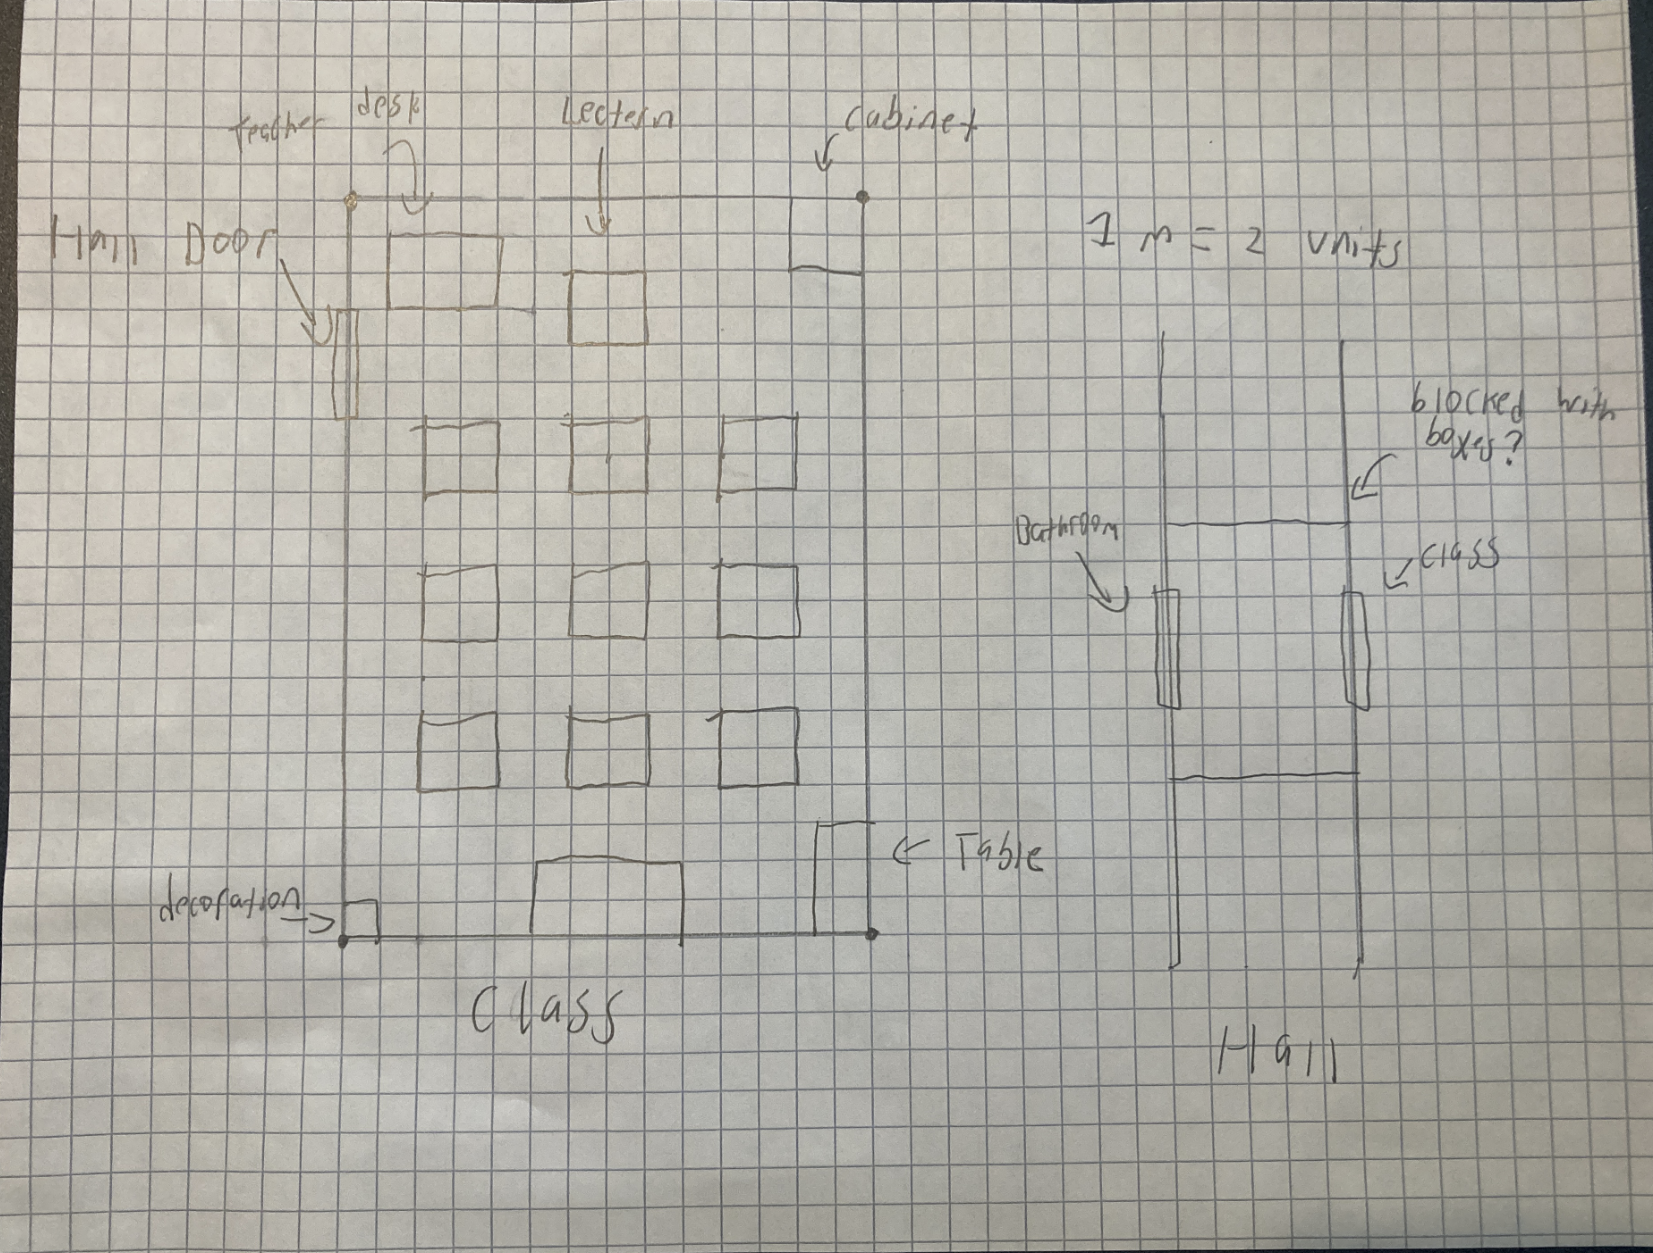 teacher desk
Lectern
Cabinet
Hall Door
1 m = 2 units
blocked with
boxes?
Bathroom
Class
Table
decoration
Class
Hall